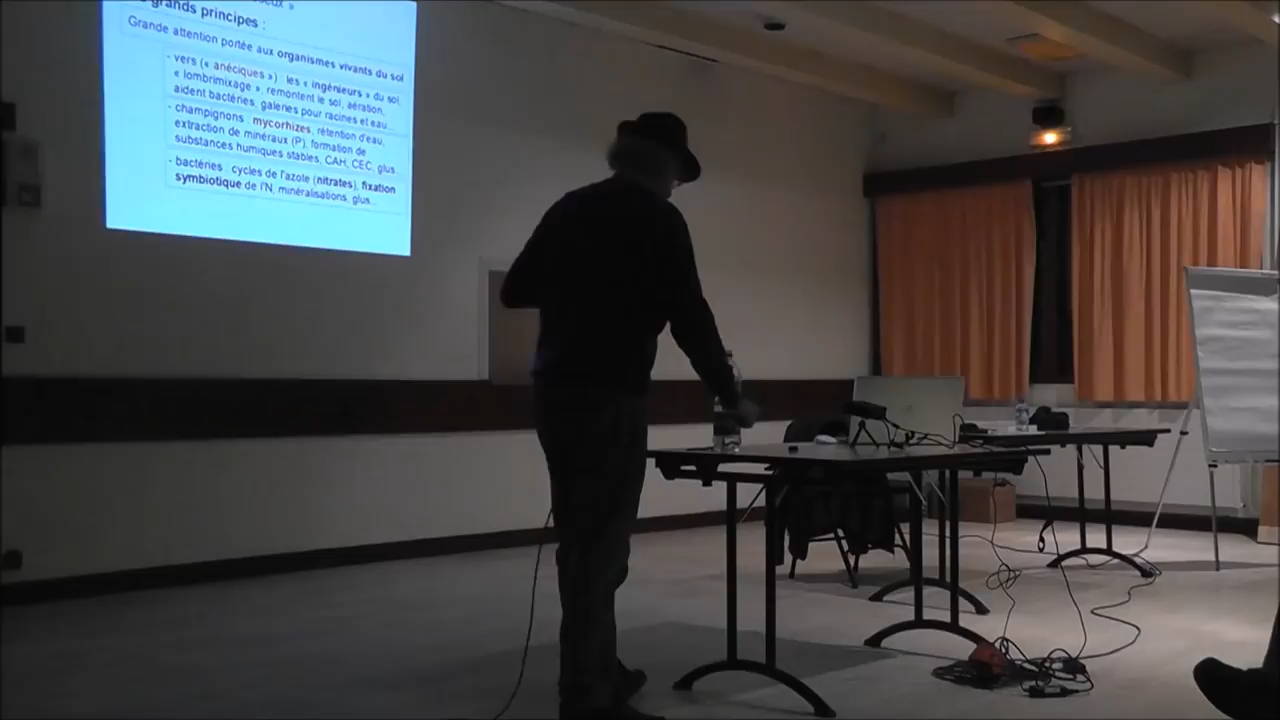 grands principes :
Grande attention portée aux organismes vivants du sol
- vers (« anéciques ») : les « ingénieurs » du sol,
« lombrimixage », remontent le sol, aération,
aident bactéries, galeries pour racines et eau...
- champignons : mycorhizes, rétention d'eau,
extraction de minéraux (P), formation de
substances humiques stables, CAH, CEC, glus
- bactéries : cycles de l'azote (nitrates), fixation
symbiotique de l'N, minéralisations, glus...